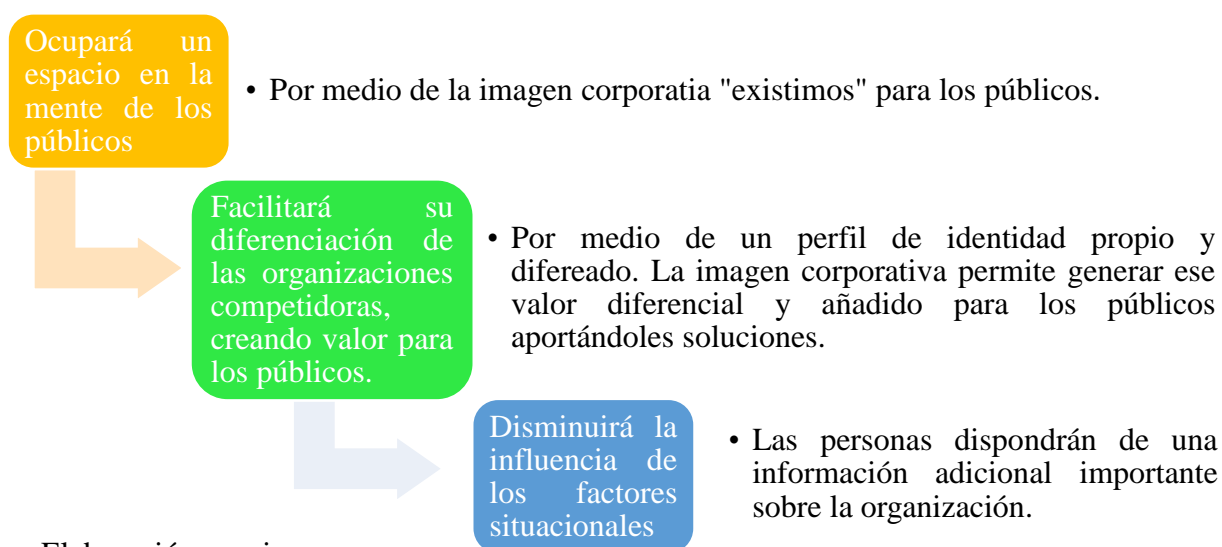 Ocupará un
espacio en la
mente de los
públicos
• Por medio de la imagen corporatia "existimos" para los públicos.
Facilitará su
diferenciación de
las organizaciones
competidoras,
creando valor para
los públicos.
• Por medio de un perfil de identidad propio y
difereado. La imagen corporativa permite generar ese
valor diferencial y añadido para los públicos
aportándoles soluciones.
Disminuirá la
influencia de
los factores
situacionales
• Las personas dispondrán de una
información adicional importante
sobre la organización.